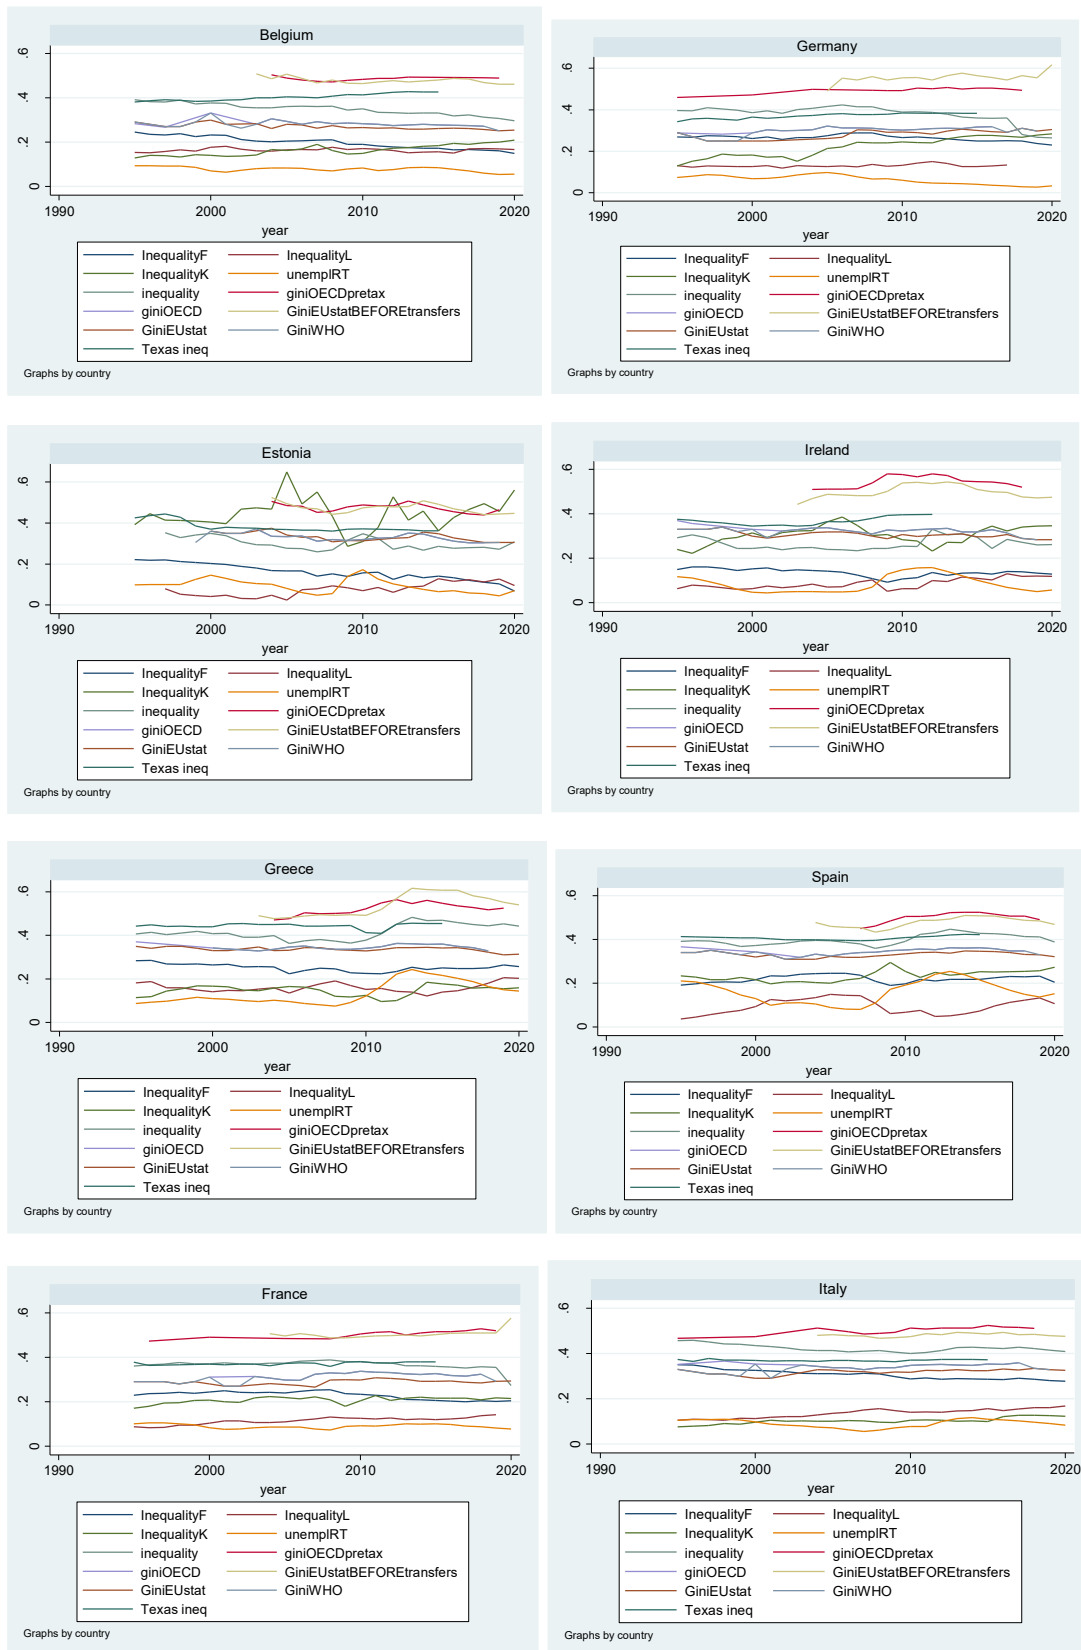 Belgium
.6
.4
.2
0
1990 2000 2010 2020
year
InequalityF InequalityL
InequalityK unemplRT
inequality giniOECDpretax
giniOECD GiniEUstatBEFOREtransfers
GiniEUstat GiniWHO
Texas ineq
Graphs by country
Germany
.6
.4
.2
0
1990 2000 2010 2020
year
InequalityF InequalityL
InequalityK unemplRT
inequality giniOECDpretax
giniOECD GiniEUstatBEFOREtransfers
GiniEUstat GiniWHO
Texas ineq
Graphs by country
Estonia
.6
.4
.2
0
1990 2000 2010 2020
year
InequalityF InequalityL
InequalityK unemplRT
inequality giniOECDpretax
giniOECD GiniEUstatBEFOREtransfers
GiniEUstat GiniWHO
Texas ineq
Graphs by country
Ireland
.6
.4
.2
0
1990 2000 2010 2020
year
InequalityF InequalityL
InequalityK unemplRT
inequality giniOECDpretax
giniOECD GiniEUstatBEFOREtransfers
GiniEUstat GiniWHO
Texas ineq
Graphs by country
Greece
.6
.4
.2
0
1990 2000 2010 2020
year
InequalityF InequalityL
InequalityK unemplRT
inequality giniOECDpretax
giniOECD GiniEUstatBEFOREtransfers
GiniEUstat GiniWHO
Texas ineq
Graphs by country
Spain
.6
.4
.2
0
1990 2000 2010 2020
year
InequalityF InequalityL
InequalityK unemplRT
inequality giniOECDpretax
giniOECD GiniEUstatBEFOREtransfers
GiniEUstat GiniWHO
Texas ineq
Graphs by country
France
.6
.4
.2
0
1990 2000 2010 2020
year
InequalityF InequalityL
InequalityK unemplRT
inequality giniOECDpretax
giniOECD GiniEUstatBEFOREtransfers
GiniEUstat GiniWHO
Texas ineq
Graphs by country
Italy
.6
.4
.2
0
1990 2000 2010 2020
year
InequalityF InequalityL
InequalityK unemplRT
inequality giniOECDpretax
giniOECD GiniEUstatBEFOREtransfers
GiniEUstat GiniWHO
Texas ineq
Graphs by country